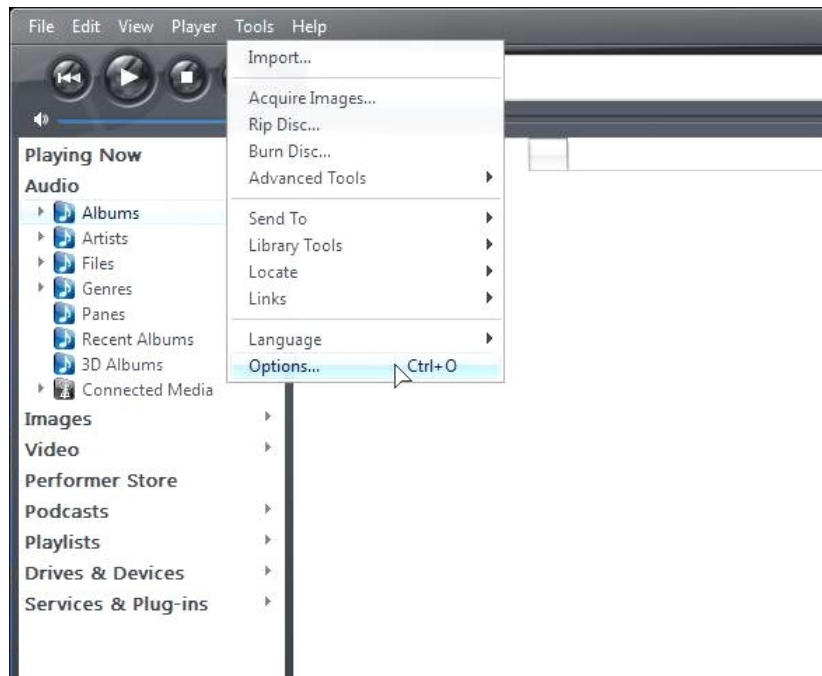 File Edit View Player Tools Help
Import...
Acquire Images...
Rip Disc...
Burn Disc...
Advanced Tools
Send To
Library Tools
Locate
Links
Language
Options... Ctrl+O
Playing Now
Audio
Albums
Artists
Files
Genres
Panes
Recent Albums
3D Albums
Connected Media
Images
Video
Performer Store
Podcasts
Playlists
Drives & Devices
Services & Plug-ins